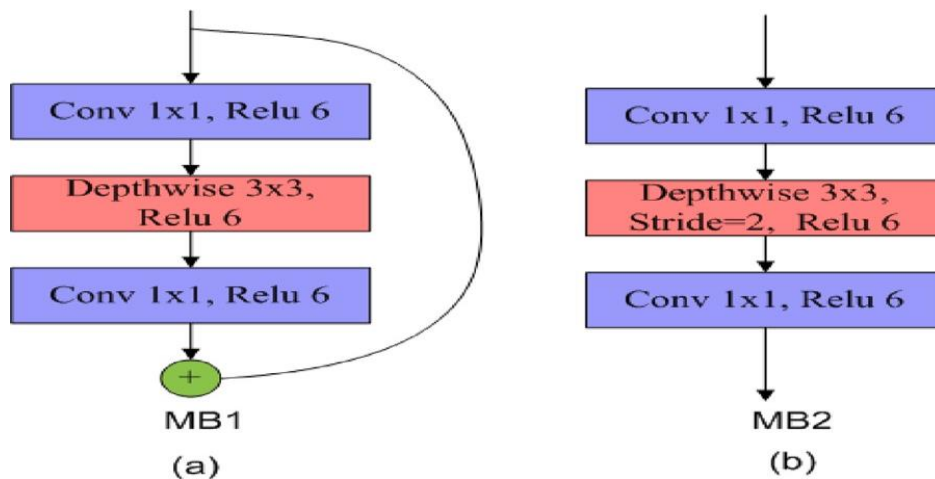 Conv 1x1, Relu 6
Depthwise 3x3,
Relu 6
Conv 1x1, Relu 6
+
MB1
(a)
Conv 1x1, Relu 6
Depthwise 3x3,
Stride=2, Relu 6
Conv 1x1, Relu 6
MB2
(b)